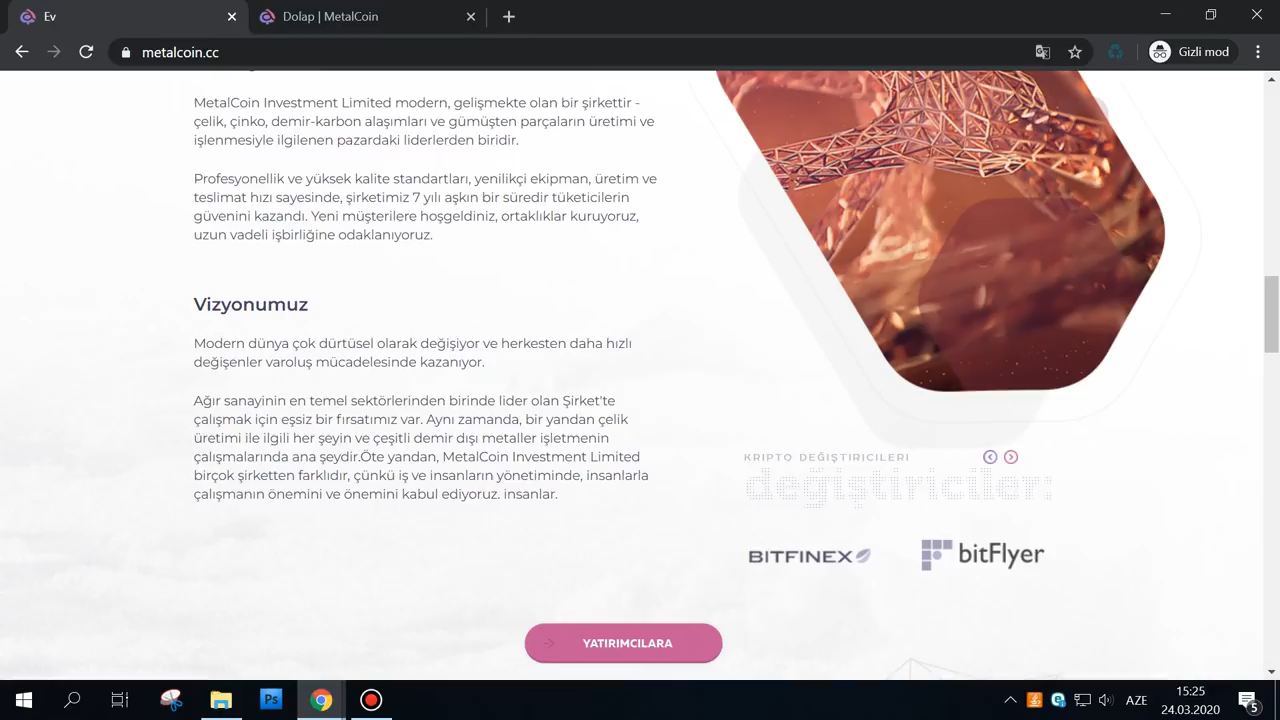 Ev
Dolap | MetalCoin
metalcoin.cc
Gizli mod
MetalCoin Investment Limited modern, gelişmekte olan bir şirkettir -
çelik, çinko, demir-karbon alaşımları ve gümüşten parçaların üretimi ve
işlenmesiyle ilgilenen pazardaki liderlerden biridir.
Profesyonellik ve yüksek kalite standartları, yenilikçi ekipman, üretim ve
teslimat hızı sayesinde, şirketimiz 7 yılı aşkın bir süredir tüketicilerin
güvenini kazandı. Yeni müşterilere hoşgeldiniz, ortaklıklar kuruyoruz,
uzun vadeli işbirliğine odaklanıyoruz.
Vizyonumuz
Modern dünya çok dürtüsel olarak değişiyor ve herkesten daha hızlı
değişenler varoluş mücadelesinde kazanıyor.
Ağır sanayinin en temel sektörlerinden birinde lider olan Şirket'te
çalışmak için eşsiz bir fırsatımız var. Aynı zamanda, bir yandan çelik
üretimi ile ilgili her şeyin ve çeşitli demir dışı metaller işletmenin
çalışmalarında ana şeydir.Öte yandan, MetalCoin Investment Limited
birçok şirketten farklıdır, çünkü iş ve insanların yönetiminde, insanlarla
çalışmanın önemini ve önemini kabul ediyoruz. insanlar.
KRIPTO DEĞIŞTIRICILERI
değiştiriciler:
BITFINEX
bitFlyer
YATIRIMCILARA
Ps
AZE
15:25
24.03.2020
5